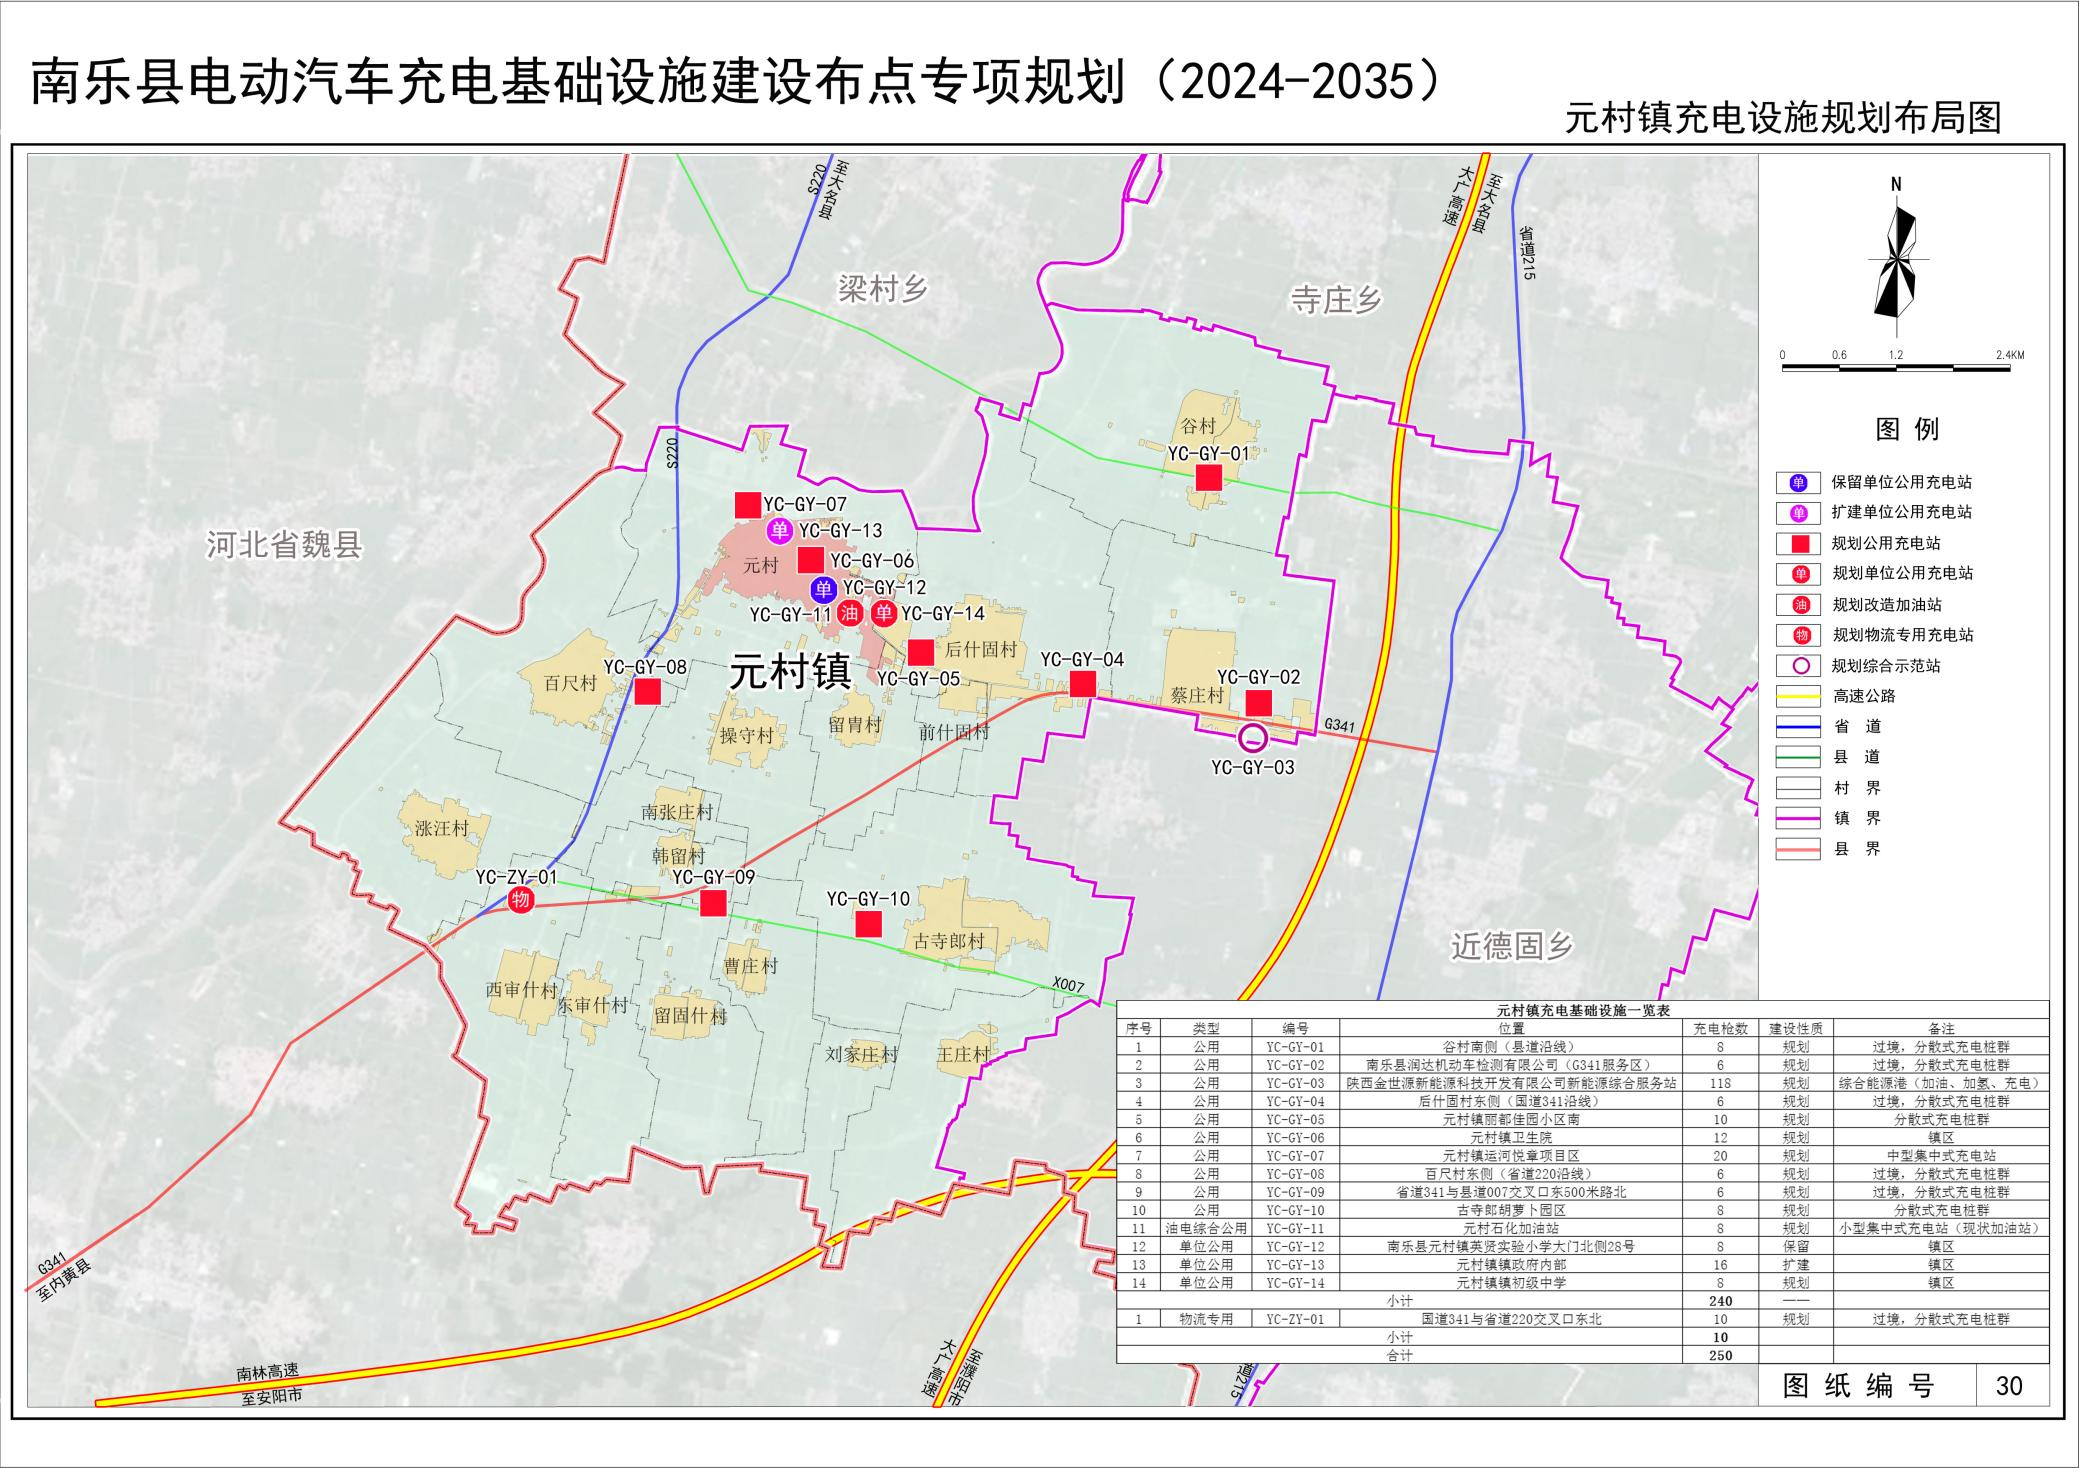 南乐县电动汽车充电基础设施建设布点专项规划（2024-2035）
元村镇充电设施规划布局图
S220
至大名县
大广高速
至大名县
省道215
梁村乡
寺庄乡
河北省魏县
近德固乡
S220
谷村
YC-GY-01
YC-GY-07
单 YC-GY-13
元村
YC-GY-06
单 YC-GY-12
YC-GY-11 油 单 YC-GY-14
后什固村
YC-GY-05
YC-GY-04
YC-GY-08
元村镇
百尺村
YC-GY-02
蔡庄村
G341
YC-GY-03
操守村
留胄村
前什固村
南张庄村
涨汪村
韩留村
YC-ZY-01
物
YC-GY-09
YC-GY-10
古寺郎村
曹庄村
X007
西审什村
东审什村
留固什村
刘家庄村
王庄村
G341
至内黄县
南林高速
至安阳市
大广高速
至濮阳市
道215
N
0 0.6 1.2 2.4KM
图 例
单 保留单位公用充电站
单 扩建单位公用充电站
规划公用充电站
单 规划单位公用充电站
油 规划改造加油站
物 规划物流专用充电站
规划综合示范站
高速公路
省 道
县 道
村 界
镇 界
县 界
元村镇充电基础设施一览表
序号 类型 编号 位置 充电枪数 建设性质 备注
1 公用 YC-GY-01 谷村南侧（县道沿线） 8 规划 过境，分散式充电桩群
2 公用 YC-GY-02 南乐县润达机动车检测有限公司（G341服务区） 6 规划 过境，分散式充电桩群
3 公用 YC-GY-03 陕西金世源新能源科技开发有限公司新能源综合服务站 118 规划 综合能源港（加油、加氢、充电）
4 公用 YC-GY-04 后什固村东侧（国道341沿线） 6 规划 过境，分散式充电桩群
5 公用 YC-GY-05 元村镇丽都佳园小区南 10 规划 分散式充电桩群
6 公用 YC-GY-06 元村镇卫生院 12 规划 镇区
7 公用 YC-GY-07 元村镇运河悦章项目区 20 规划 中型集中式充电站
8 公用 YC-GY-08 百尺村东侧（省道220沿线） 6 规划 过境，分散式充电桩群
9 公用 YC-GY-09 省道341与县道007交叉口东500米路北 6 规划 过境，分散式充电桩群
10 公用 YC-GY-10 古寺郎胡萝卜园区 8 规划 分散式充电桩群
11 油电综合公用 YC-GY-11 元村石化加油站 8 规划 小型集中式充电站（现状加油站）
12 单位公用 YC-GY-12 南乐县元村镇英贤实验小学大门北侧28号 8 保留 镇区
13 单位公用 YC-GY-13 元村镇镇政府内部 16 扩建 镇区
14 单位公用 YC-GY-14 元村镇镇初级中学 8 规划 镇区
小计 240 ——
1 物流专用 YC-ZY-01 国道341与省道220交叉口东北 10 规划 过境，分散式充电桩群
小计 10
合计 250
图 纸 编 号 30